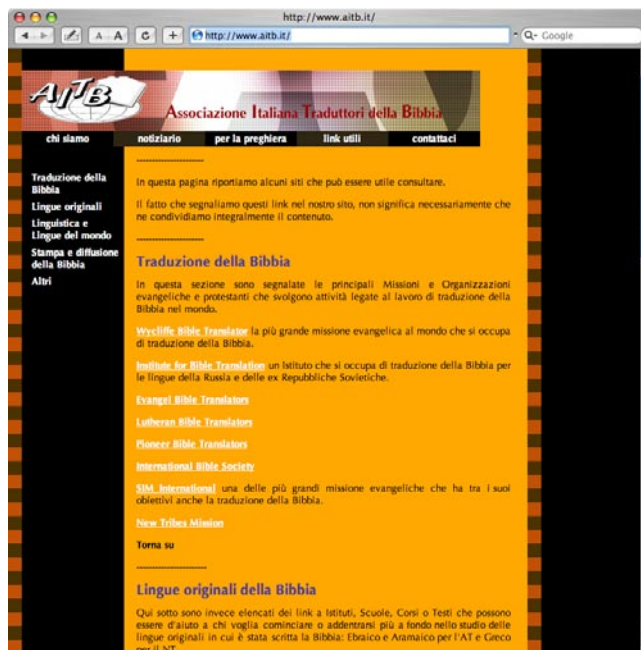 http://www.aitb.it/
A A
http://www.aitb.it/
Google
AITB
Associazione Italiana Traduttori della Bibbia
chi siamo
notiziario
per la preghiera
link utili
contattaci
Traduzione della
Bibbia
Lingue originali
Linguistica e
Lingue del mondo
Stampa e diffusione
della Bibbia
Altri
--------------------
In questa pagina riportiamo alcuni siti che può essere utile consultare.
Il fatto che segnaliamo questi link nel nostro sito, non significa necessariamente che
ne condividiamo integralmente il contenuto.
--------------------
Traduzione della Bibbia
In questa sezione sono segnalate le principali Missioni e Organizzazioni
evangeliche e protestanti che svolgono attività legate al lavoro di traduzione della
Bibbia nel mondo.
Wycliffe Bible Translator la più grande missione evangelica al mondo che si occupa
di traduzione della Bibbia.
Institute for Bible Translation un Istituto che si occupa di traduzione della Bibbia per
le lingue della Russia e delle ex Repubbliche Sovietiche.
Evangel Bible Translators
Lutheran Bible Translators
Pioneer Bible Translators
International Bible Society
SIM International una delle più grandi missione evangeliche che ha tra i suoi
obiettivi anche la traduzione della Bibbia.
New Tribes Mission
Torna su
--------------------
Lingue originali della Bibbia
Qui sotto sono invece elencati dei link a Istituti, Scuole, Corsi o Testi che possono
essere d'aiuto a chi voglia cominciare o addentrarsi più a fondo nello studio delle
lingue originali in cui è stata scritta la Bibbia: Ebraico e Aramaico per l'AT e Greco
per il NT.